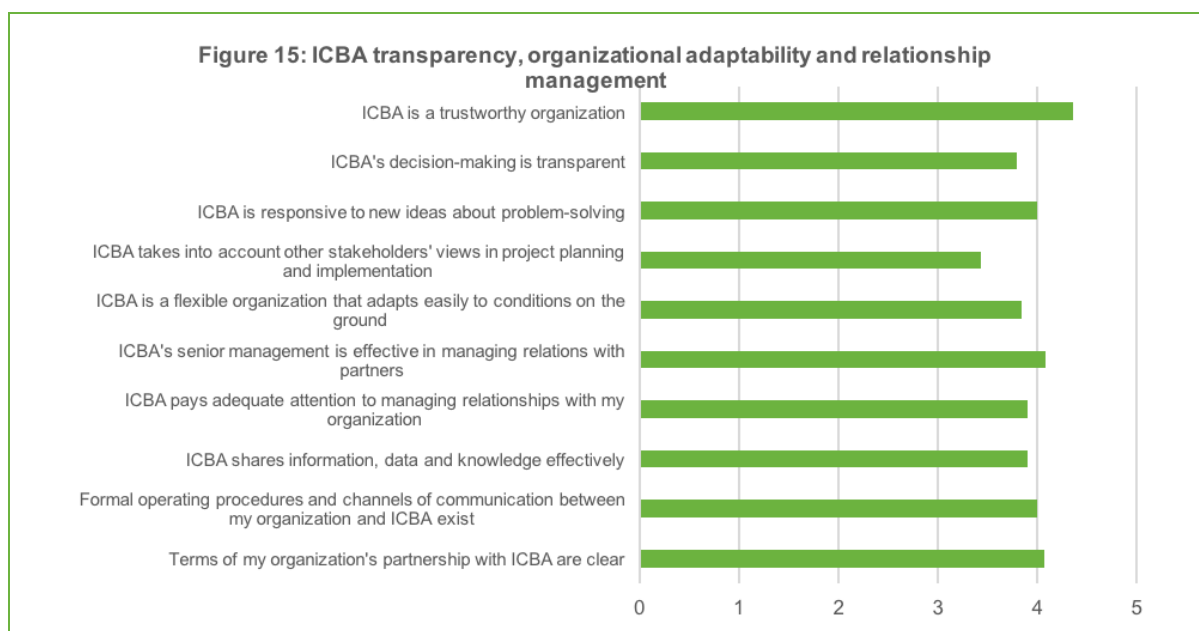 Figure 15: ICBA transparency, organizational adaptability and relationship
management
ICBA is a trustworthy organization
ICBA's decision-making is transparent
ICBA is responsive to new ideas about problem-solving
ICBA takes into account other stakeholders' views in project planning
and implementation
ICBA is a flexible organization that adapts easily to conditions on the
ground
ICBA's senior management is effective in managing relations with
partners
ICBA pays adequate attention to managing relationships with my
organization
ICBA shares information, data and knowledge effectively
Formal operating procedures and channels of communication between
my organization and ICBA exist
Terms of my organization's partnership with ICBA are clear
0 1 2 3 4 5